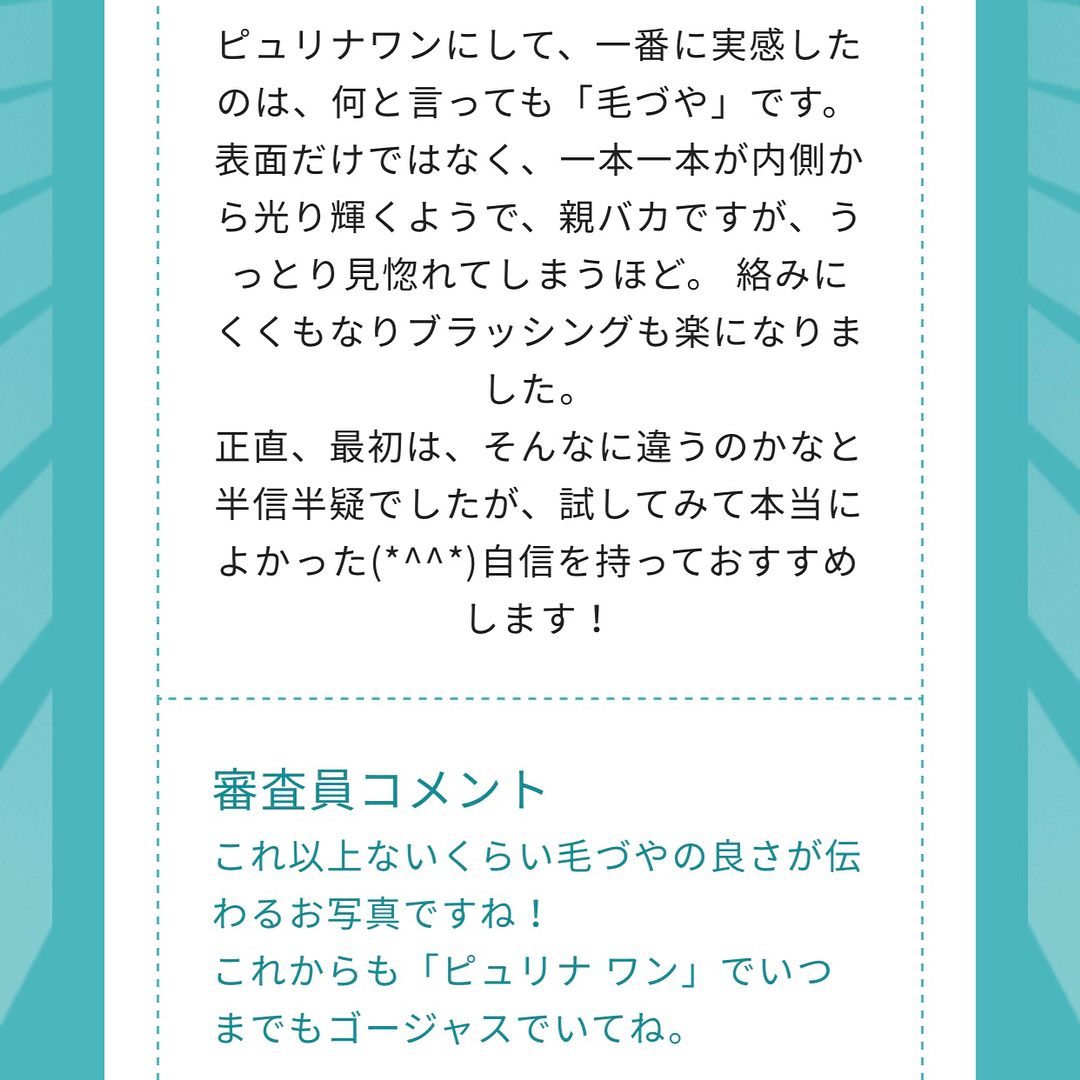 ピュリナワンにして、一番に実感した
のは、何と言っても「毛づや」です。
表面だけではなく、一本一本が内側か
ら光り輝くようで、親バカですが、う
っとり見惚れてしまうほど。 絡みに
くくもなりブラッシングも楽になりま
した。
正直、最初は、そんなに違うのかなと
半信半疑でしたが、試してみて本当に
よかった(*^^*)自信を持っておすすめ
します！
審査員コメント
これ以上ないくらい毛づやの良さが伝
わるお写真ですね！
これからも「ピュリナ ワン」でいつ
までもゴージャスでいてね。